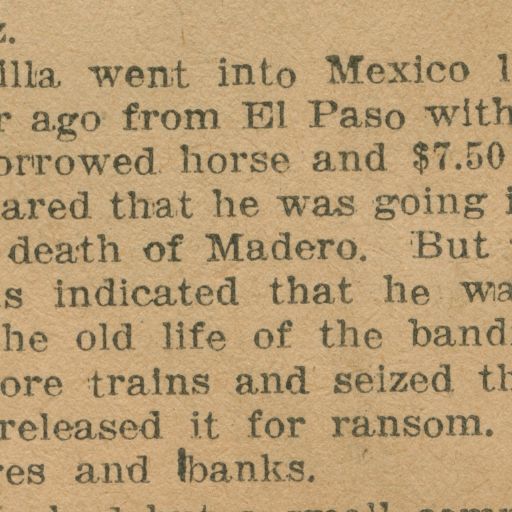 z.
illa went into Mexico l
r ago from El Paso with
orrowed horse and $7.50
ared that he was going i
death of Madero. But
s indicated that he wa
he old life of the band
ore trains and seized th
released it for ransom.
res and banks.